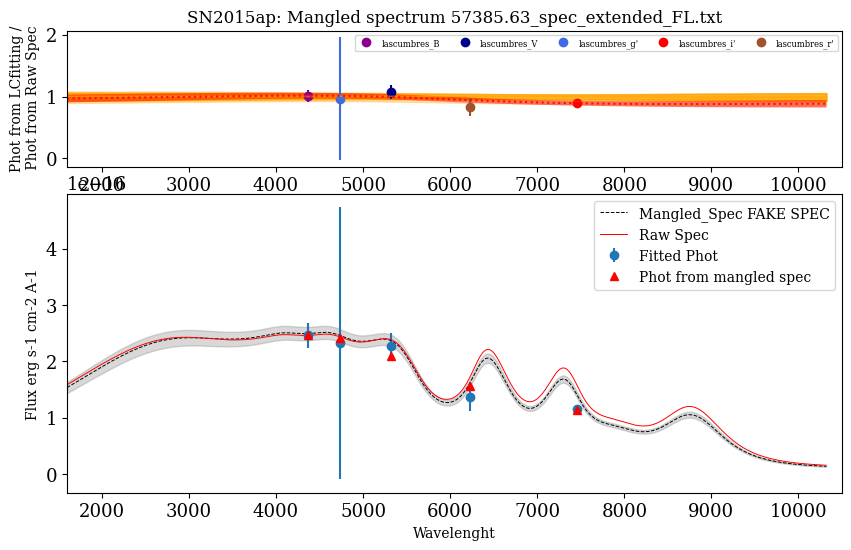 SN2015ap: Mangled spectrum 57385.63_spec_extended_FL.txt
Phot from LCfitting /
Phot from Raw Spec
2
1
0
lascumbres_B lascumbres_V lascumbres_g' lascumbres_i' lascumbres_r'
2000 3000 4000 5000 6000 7000 8000 9000 10000
1e−16
Flux erg s-1 cm-2 A-1
4
3
2
1
0
Mangled_Spec FAKE SPEC
Raw Spec
Fitted Phot
Phot from mangled spec
2000 3000 4000 5000 6000 7000 8000 9000 10000
Wavelenght